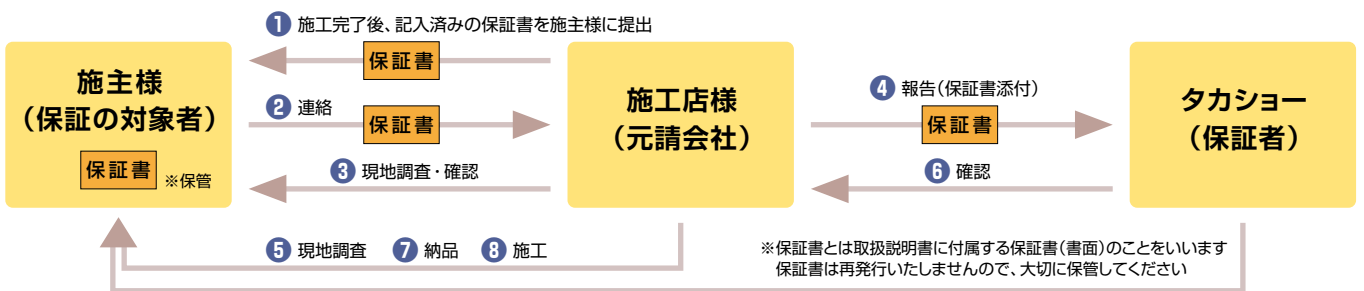 ❶ 施工完了後、記入済みの保証書を施主様に提出
保証書
施主様
(保証の対象者)
保証書 ※保管
❷ 連絡
保証書
❸ 現地調査・確認
施工店様
(元請会社)
❹ 報告(保証書添付)
保証書
❻ 確認
タカショー
(保証者)
❺ 現地調査 ❼ 納品 ❽ 施工
※保証書とは取扱説明書に付属する保証書(書面)のことをいいます
保証書は再発行いたしませんので、大切に保管してください